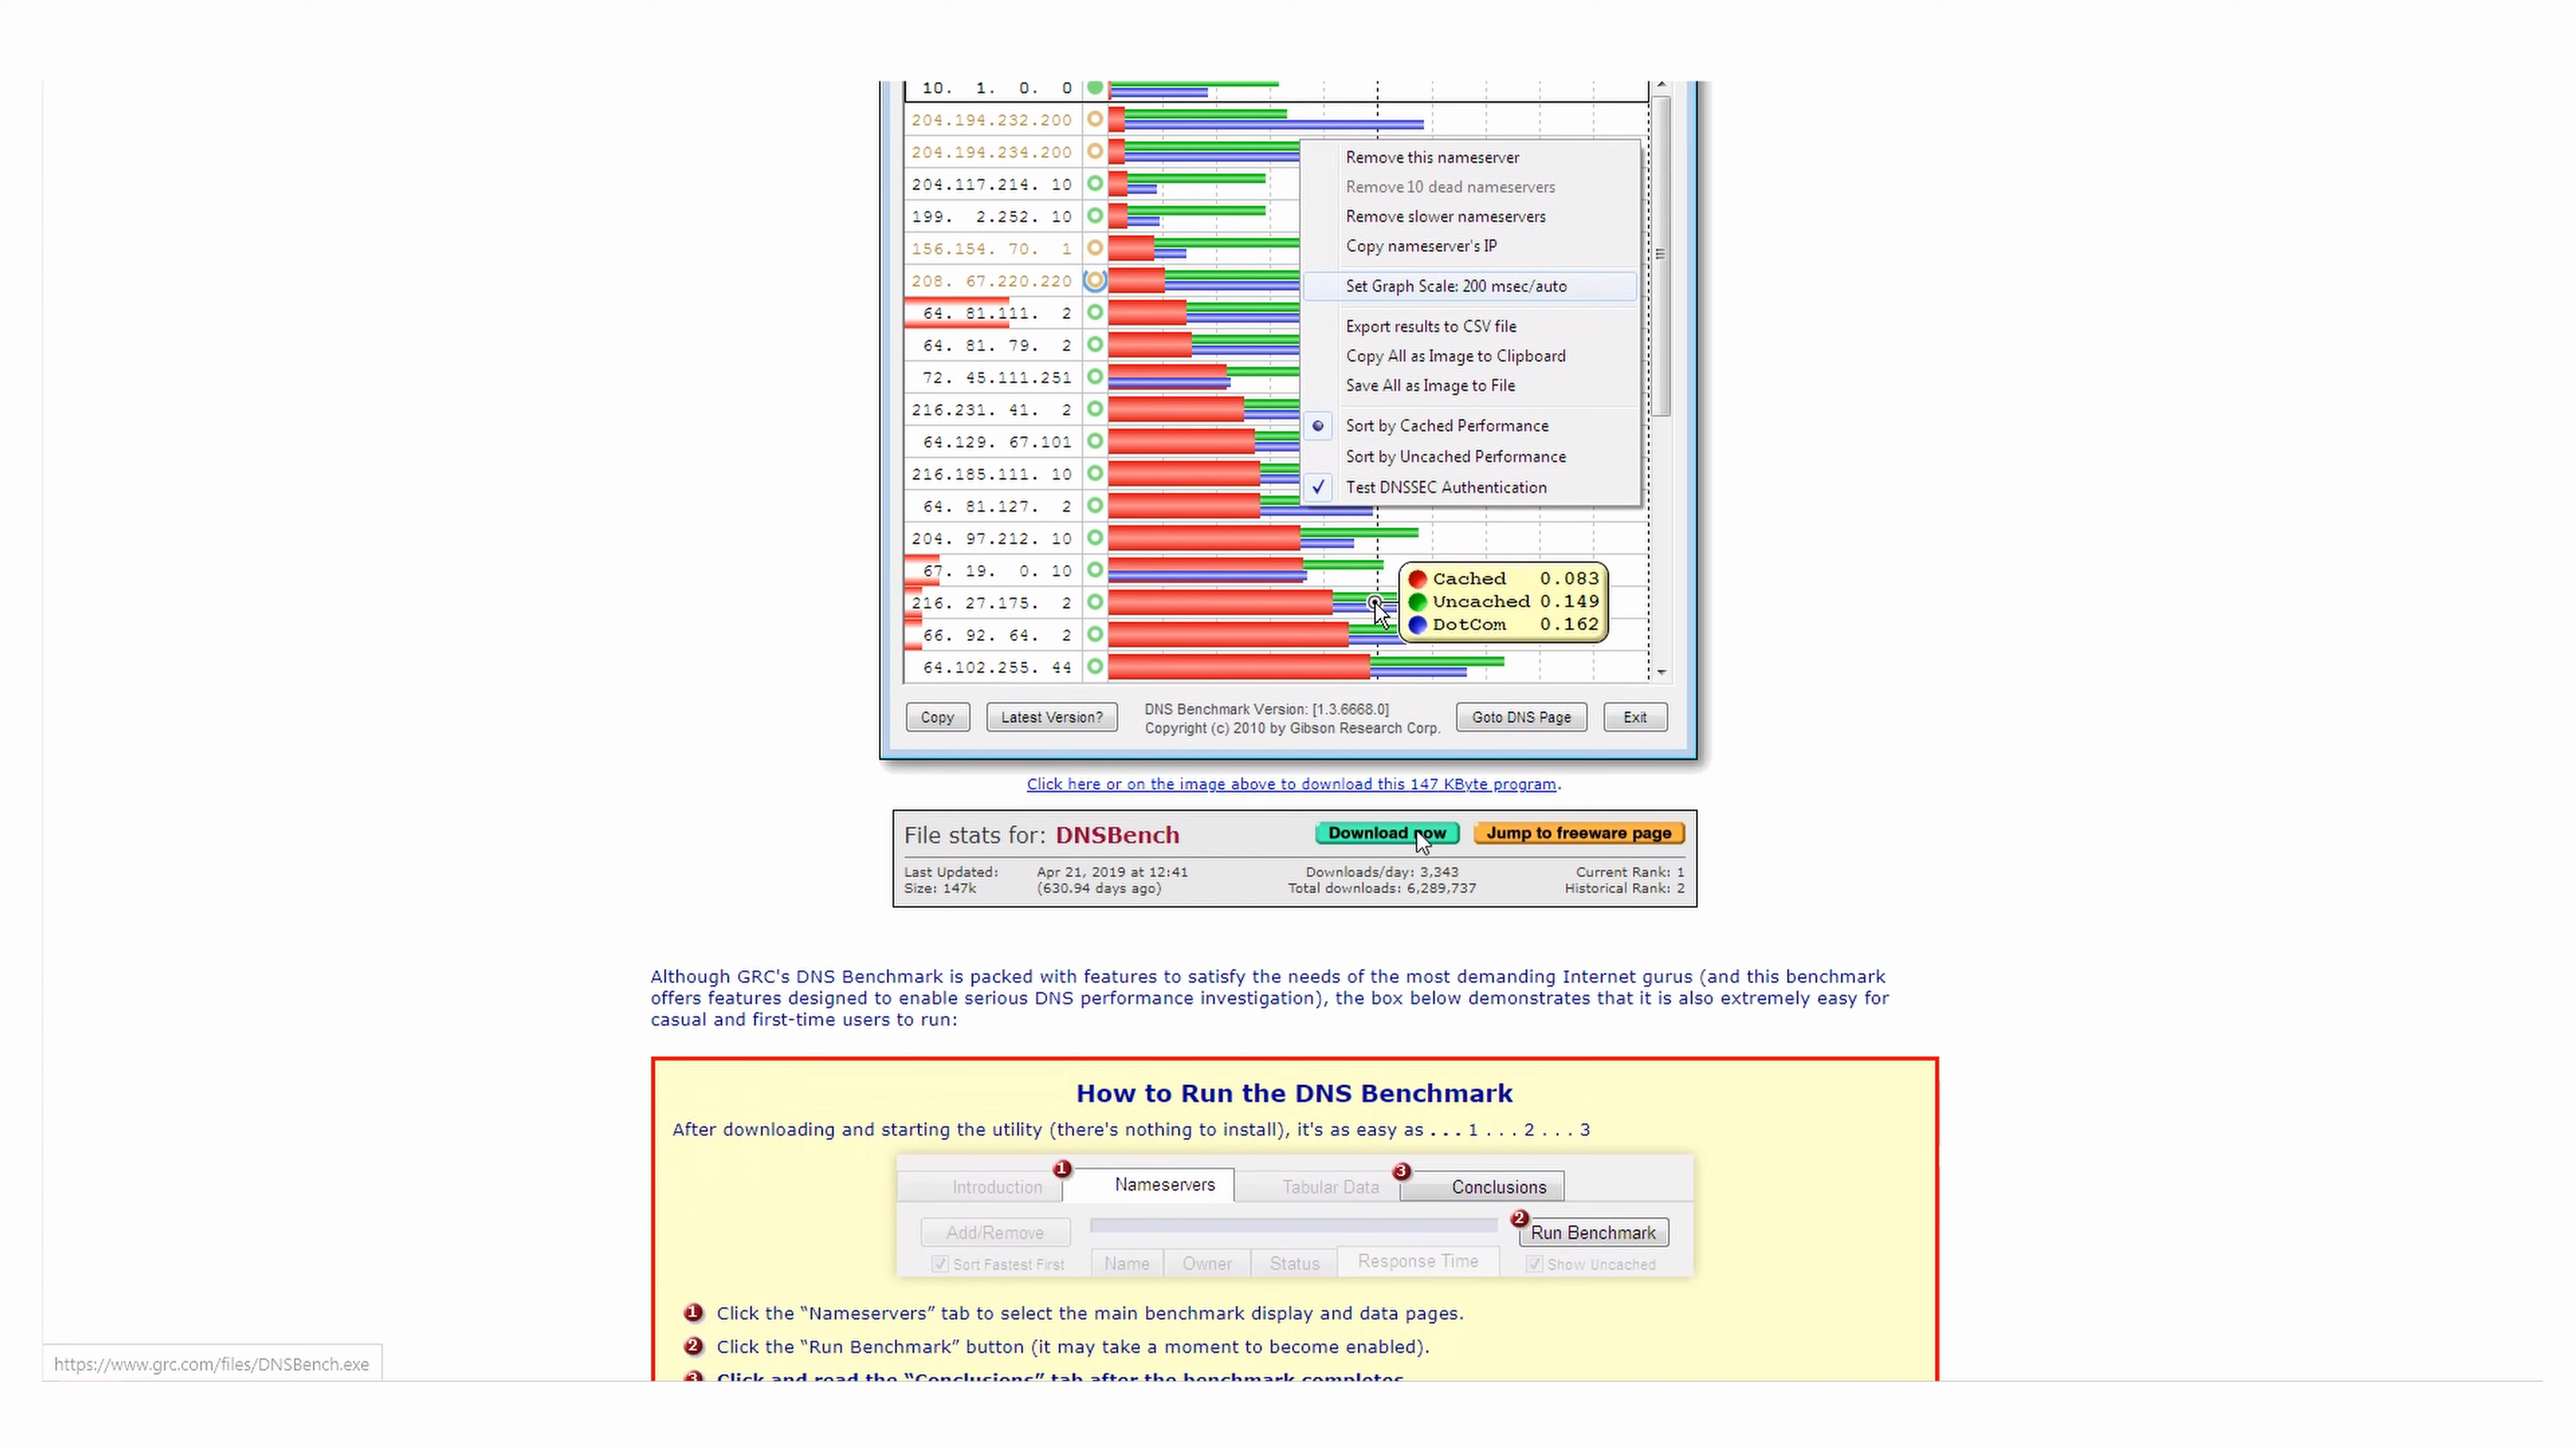 10. 1. 0. 0
204.194.232.200
204.194.234.200
204.117.214. 10
199. 2.252. 10
156.154. 70. 1
208. 67.220.220
64. 81.111. 2
64. 81. 79. 2
72. 45.111.251
216.231. 41. 2
64.129. 67.101
216.185.111. 10
64. 81.127. 2
204. 97.212. 10
67. 19. 0. 10
216. 27.175. 2
66. 92. 64. 2
64.102.255. 44
Remove this nameserver
Remove 10 dead nameservers
Remove slower nameservers
Copy nameserver's IP
Set Graph Scale: 200 msec/auto
Export results to CSV file
Copy All as Image to Clipboard
Save All as Image to File
Sort by Cached Performance
Sort by Uncached Performance
Test DNSSEC Authentication
Cached 0.083
Uncached 0.149
DotCom 0.162
Copy Latest Version? DNS Benchmark Version: [1.3.6668.0] Goto DNS Page Exit
Copyright (c) 2010 by Gibson Research Corp.
Click here or on the image above to download this 147 KByte program.
File stats for: DNSBench Download now Jump to freeware page
Last Updated: Apr 21, 2019 at 12:41 Downloads/day: 3,343 Current Rank: 1
Size: 147k (630.94 days ago) Total downloads: 6,289,737 Historical Rank: 2
Although GRC's DNS Benchmark is packed with features to satisfy the needs of the most demanding Internet gurus (and this benchmark
offers features designed to enable serious DNS performance investigation), the box below demonstrates that it is also extremely easy for
casual and first-time users to run:
How to Run the DNS Benchmark
After downloading and starting the utility (there's nothing to install), it's as easy as . . . 1 . . . 2 . . . 3
1 3
Introduction Nameservers Tabular Data Conclusions
2
Add/Remove Run Benchmark
Sort Fastest First Name Owner Status Response Time Show Uncached
1 Click the “Nameservers” tab to select the main benchmark display and data pages.
2 Click the “Run Benchmark” button (it may take a moment to become enabled).
3 Click and read the “Conclusions” tab after the benchmark completes.
https://www.grc.com/files/DNSBench.exe